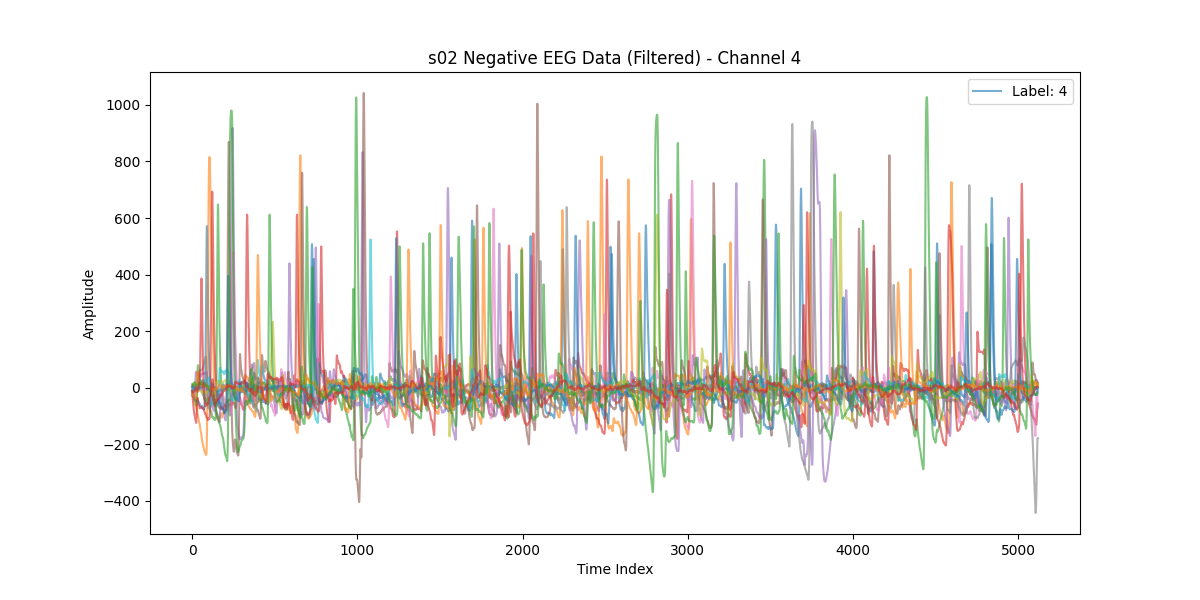 s02 Negative EEG Data (Filtered) - Channel 4
Label: 4
Amplitude
1000
800
600
400
200
0
−200
−400
0 1000 2000 3000 4000 5000
Time Index